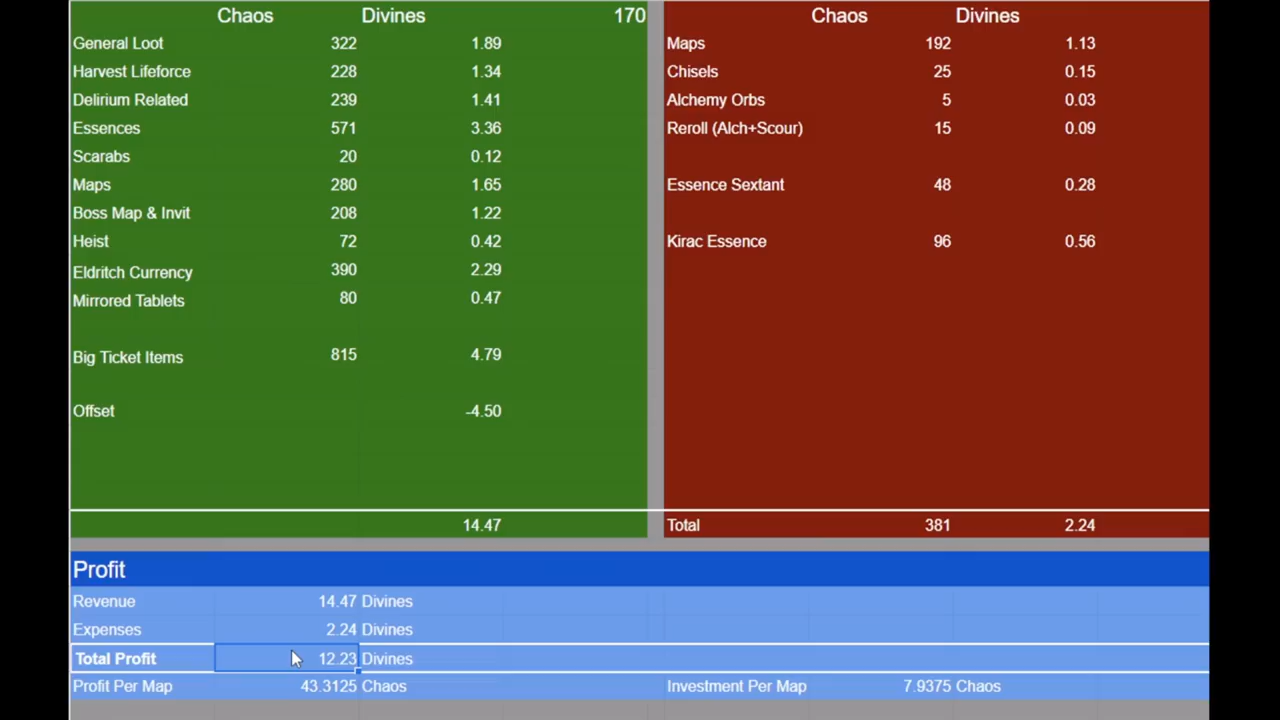 Chaos Divines 170 Chaos Divines
General Loot 322 1.89 Maps 192 1.13
Harvest Lifeforce 228 1.34 Chisels 25 0.15
Delirium Related 239 1.41 Alchemy Orbs 5 0.03
Essences 571 3.36 Reroll (Alch+Scour) 15 0.09
Scarabs 20 0.12
Maps 280 1.65 Essence Sextant 48 0.28
Boss Map & Invit 208 1.22
Heist 72 0.42 Kirac Essence 96 0.56
Eldritch Currency 390 2.29
Mirrored Tablets 80 0.47
Big Ticket Items 815 4.79
Offset -4.50
14.47 Total 381 2.24
Profit
Revenue 14.47 Divines
Expenses 2.24 Divines
Total Profit 12.23 Divines
Profit Per Map 43.3125 Chaos Investment Per Map 7.9375 Chaos